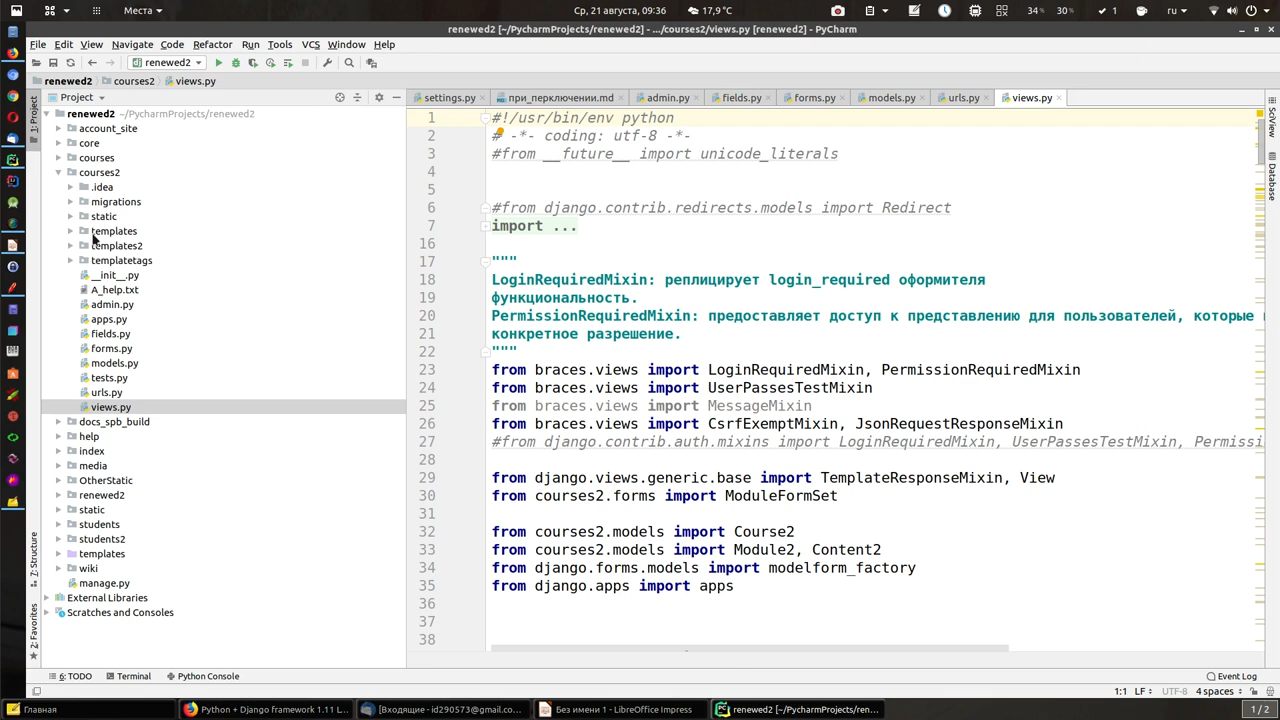 Места
Ср, 21 августа, 09:36
17,9°C
34% 30% 1 ru
renewed2 [~/PycharmProjects/renewed2] - .../courses2/views.py [renewed2] - PyCharm
File Edit View Navigate Code Refactor Run Tools VCS Window Help
renewed2
renewed2 courses2 views.py
Project
settings.py при_перключении.md admin.py fields.py forms.py models.py urls.py views.py
1: Project
renewed2 ~/PycharmProjects/renewed2
account_site
core
courses
courses2
.idea
migrations
static
templates
templates2
templatetags
__init__.py
A_help.txt
admin.py
apps.py
fields.py
forms.py
models.py
tests.py
urls.py
views.py
docs_spb_build
help
index
media
OtherStatic
renewed2
static
students
students2
templates
wiki
manage.py
External Libraries
Scratches and Consoles
7: Structure
2: Favorites
1 #!/usr/bin/env python
2 # -*- coding: utf-8 -*-
3 #from __future__ import unicode_literals
4
5
6 #from django.contrib.redirects.models import Redirect
7 import ...
16
17 """
18 LoginRequiredMixin: реплицирует login_required оформителя
19 функциональность.
20 PermissionRequiredMixin: предоставляет доступ к представлению для пользователей, которые
21 конкретное разрешение.
22 """
23 from braces.views import LoginRequiredMixin, PermissionRequiredMixin
24 from braces.views import UserPassesTestMixin
25 from braces.views import MessageMixin
26 from braces.views import CsrfExemptMixin, JsonRequestResponseMixin
27 #from django.contrib.auth.mixins import LoginRequiredMixin, UserPassesTestMixin, Permissi
28
29 from django.views.generic.base import TemplateResponseMixin, View
30 from courses2.forms import ModuleFormSet
31
32 from courses2.models import Course2
33 from courses2.models import Module2, Content2
34 from django.forms.models import modelform_factory
35 from django.apps import apps
36
37
38
SciView
Database
6: TODO Terminal Python Console
Event Log
1:1 LF UTF-8 4 spaces
Главная
Python + Django framework 1.11 L...
[Входящие - id290573@gmail.co...
Без имени 1 - LibreOffice Impress
renewed2 [~/PycharmProjects/ren...
1 / 2